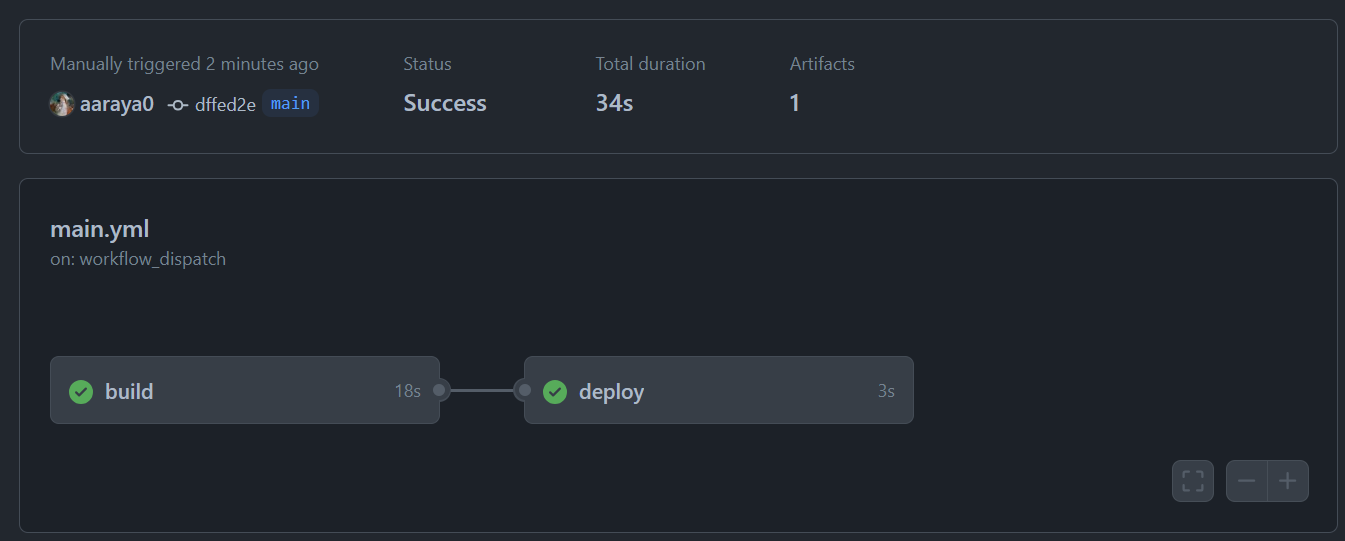 Manually triggered 2 minutes ago
aaraya0 dffed2e main
Status
Success
Total duration
34s
Artifacts
1
main.yml
on: workflow_dispatch
build 18s
deploy 3s